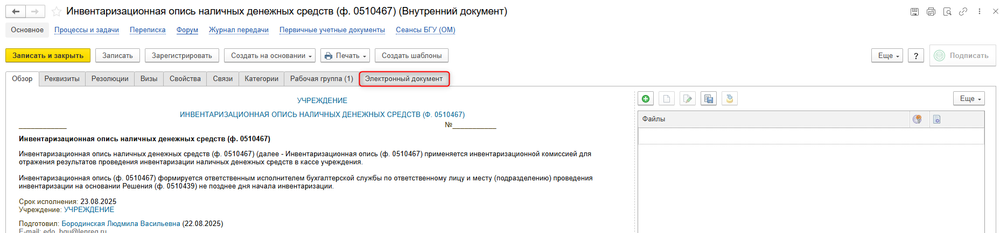 Инвентаризационная опись наличных денежных средств (ф. 0510467) (Внутренний документ)
Основное Процессы и задачи Переписка Форум Журнал передачи Первичные учетные документы Сеансы БГУ (ОМ)
Записать и закрыть Записать Зарегистрировать Создать на основании Печать Создать шаблоны Еще ? Подписать
Обзор Реквизиты Резолюции Визы Свойства Связи Категории Рабочая группа (1) Электронный документ
УЧРЕЖДЕНИЕ
ИНВЕНТАРИЗАЦИОННАЯ ОПИСЬ НАЛИЧНЫХ ДЕНЕЖНЫХ СРЕДСТВ (Ф. 0510467)
____________ №___________
Инвентаризационная опись наличных денежных средств (ф. 0510467)
Инвентаризационная опись наличных денежных средств (ф. 0510467) (далее - Инвентаризационная опись (ф. 0510467) применяется инвентаризационной комиссией для
отражения результатов проведения инвентаризации наличных денежных средств в кассе учреждения.
Инвентаризационная опись (ф. 0510467) формируется ответственным исполнителем бухгалтерской службы по ответственному лицу и месту (подразделению) проведения
инвентаризации на основании Решения (ф. 0510439) не позднее дня начала инвентаризации.
Срок исполнения: 23.08.2025
Учреждение: УЧРЕЖДЕНИЕ
Подготовил: Бородинская Людмила Васильевна (22.08.2025)
E-mail: edo_bgu@lenreg.ru
Еще
Файлы